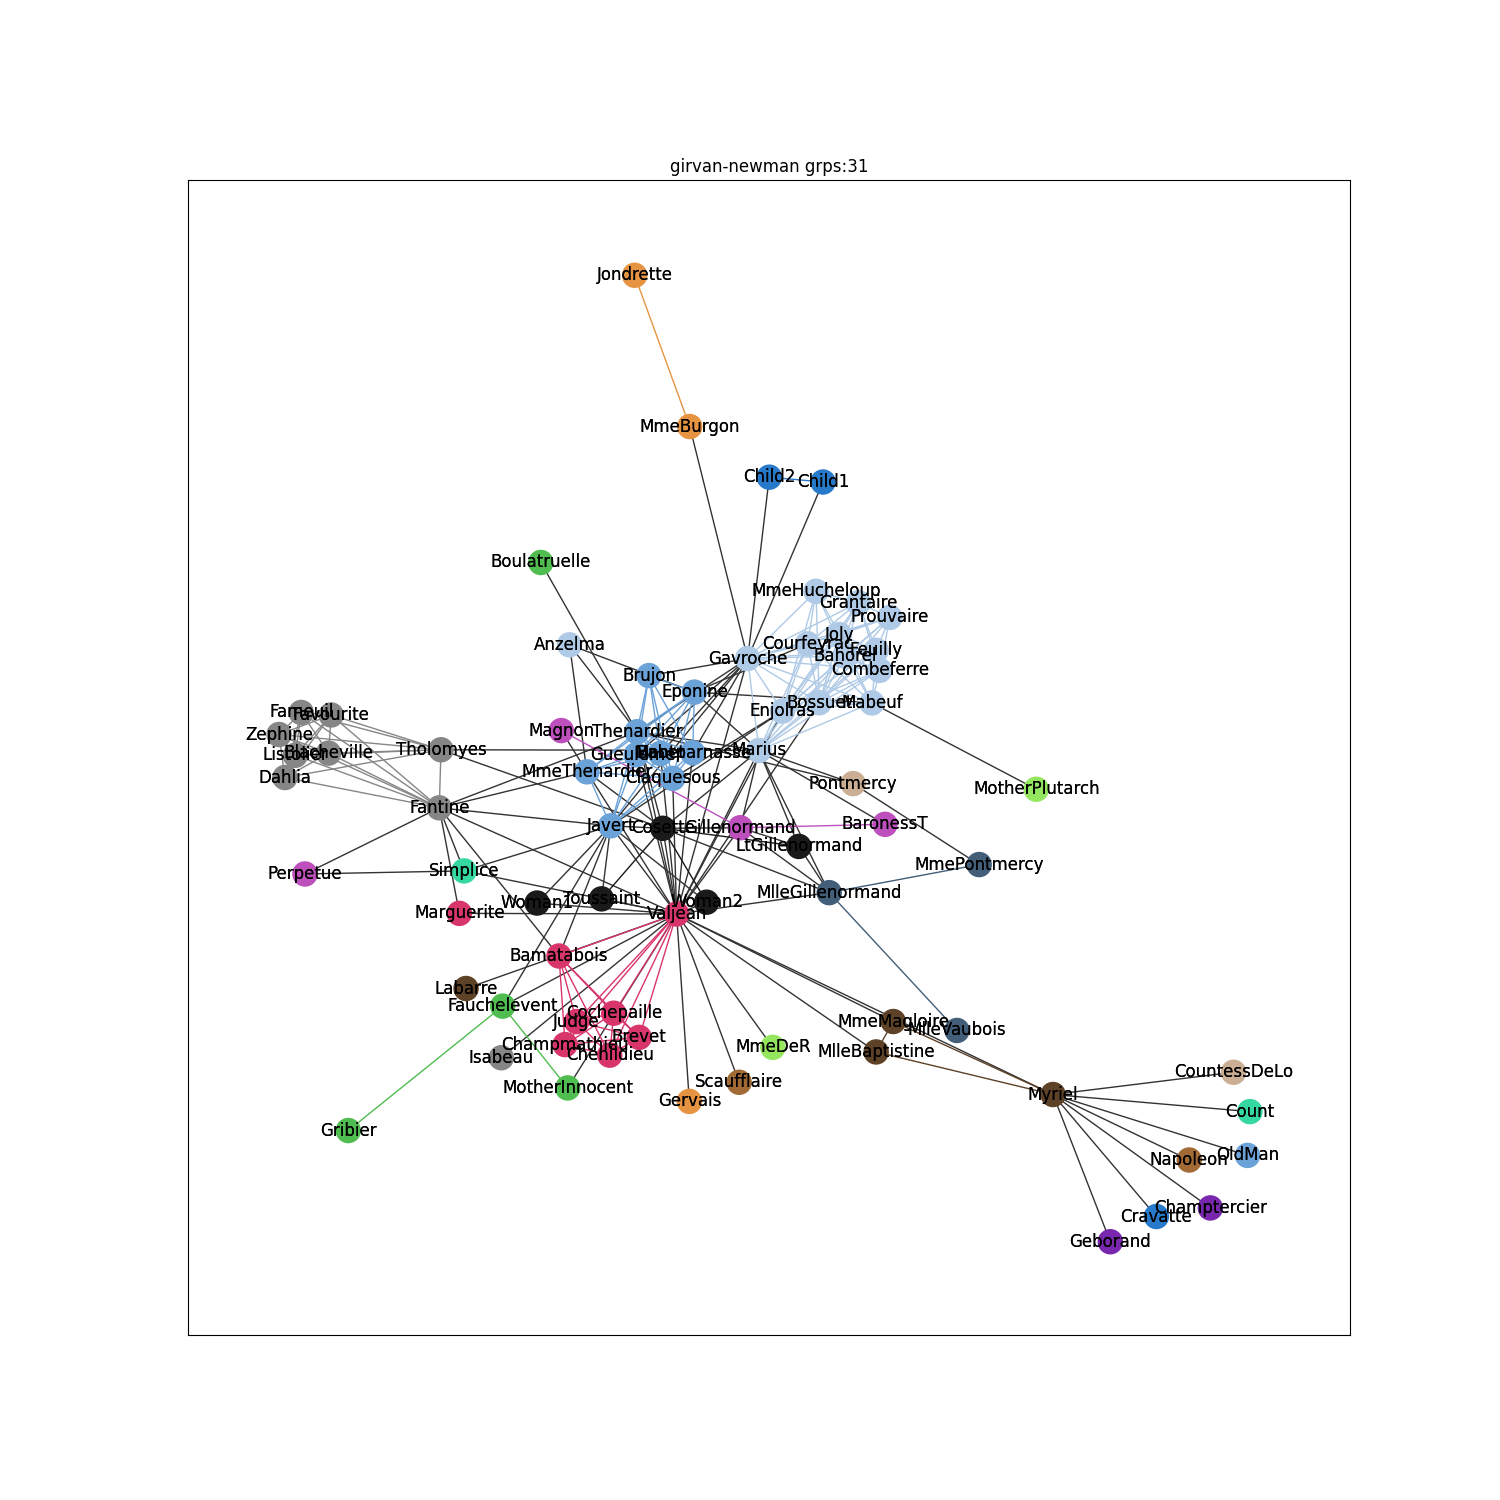 girvan-newman grps:31
Jondrette
MmeBurgon
Child2
Child1
Boulatruelle
MmeHucheloup
Grantaire
Prouvaire
Joly
Anzelma
Courfeyrac
Feuilly
Bahorel
Gavroche
Combeferre
Brujon
Eponine
Bossuet
Mabeuf
Enjolras
Fameuil
Favourite
Magnon
Thenardier
Zephine
Tholomyes
Listolier
Blacheville
Gueulemer
Montparnasse
Marius
MmeThenardier
Dahlia
Claquesous
Pontmercy
MotherPlutarch
Fantine
Javert
Cosette
Gillenormand
BaronessT
LtGillenormand
MmePontmercy
Perpetue
Simplice
MlleGillenormand
Toussaint
Woman1
Woman2
Marguerite
Valjean
Bamatabois
Labarre
Fauchelevent
Cochepaille
Judge
MmeMagloire
MlleVaubois
Brevet
Champmathieu
MmeDeR
MlleBaptistine
Chenildieu
Isabeau
CountessDeLo
Scaufflaire
MotherInnocent
Myriel
Gervais
Count
Gribier
OldMan
Napoleon
Champtercier
Cravatte
Geborand